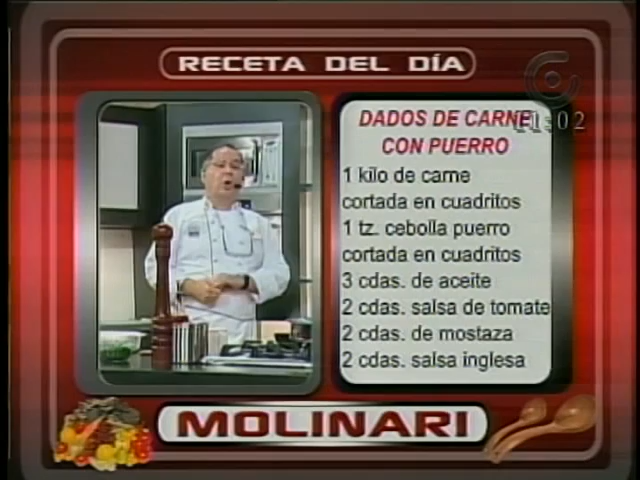 RECETA DEL DÍA
11:02
DADOS DE CARNE
CON PUERRO
1 kilo de carne
cortada en cuadritos
1 tz. cebolla puerro
cortada en cuadritos
3 cdas. de aceite
2 cdas. salsa de tomate
2 cdas. de mostaza
2 cdas. salsa inglesa
MOLINARI